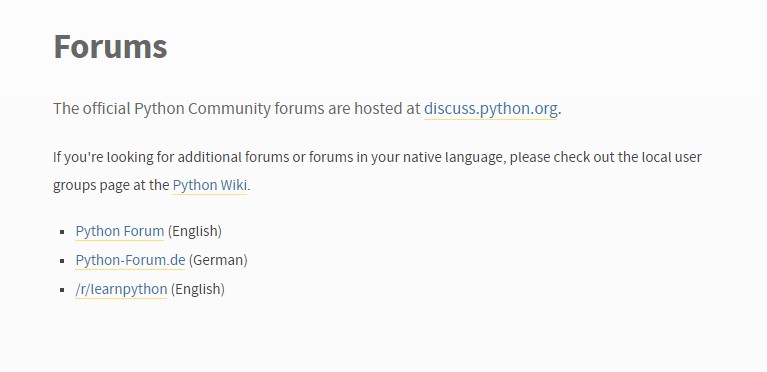 Forums
The official Python Community forums are hosted at discuss.python.org.
If you're looking for additional forums or forums in your native language, please check out the local user
groups page at the Python Wiki.
Python Forum (English)
Python-Forum.de (German)
/r/learnpython (English)